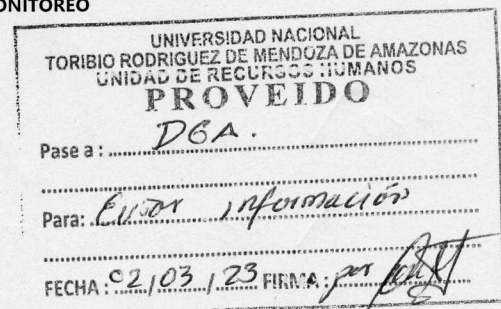 ONITOREO
UNIVERSIDAD NACIONAL
TORIBIO RODRIGUEZ DE MENDOZA DE AMAZONAS
UNIDAD DE RECURSOS HUMANOS
PROVEIDO
Pase a : DGA.
Para: información
FECHA : 02/03/23 FIRMA : por